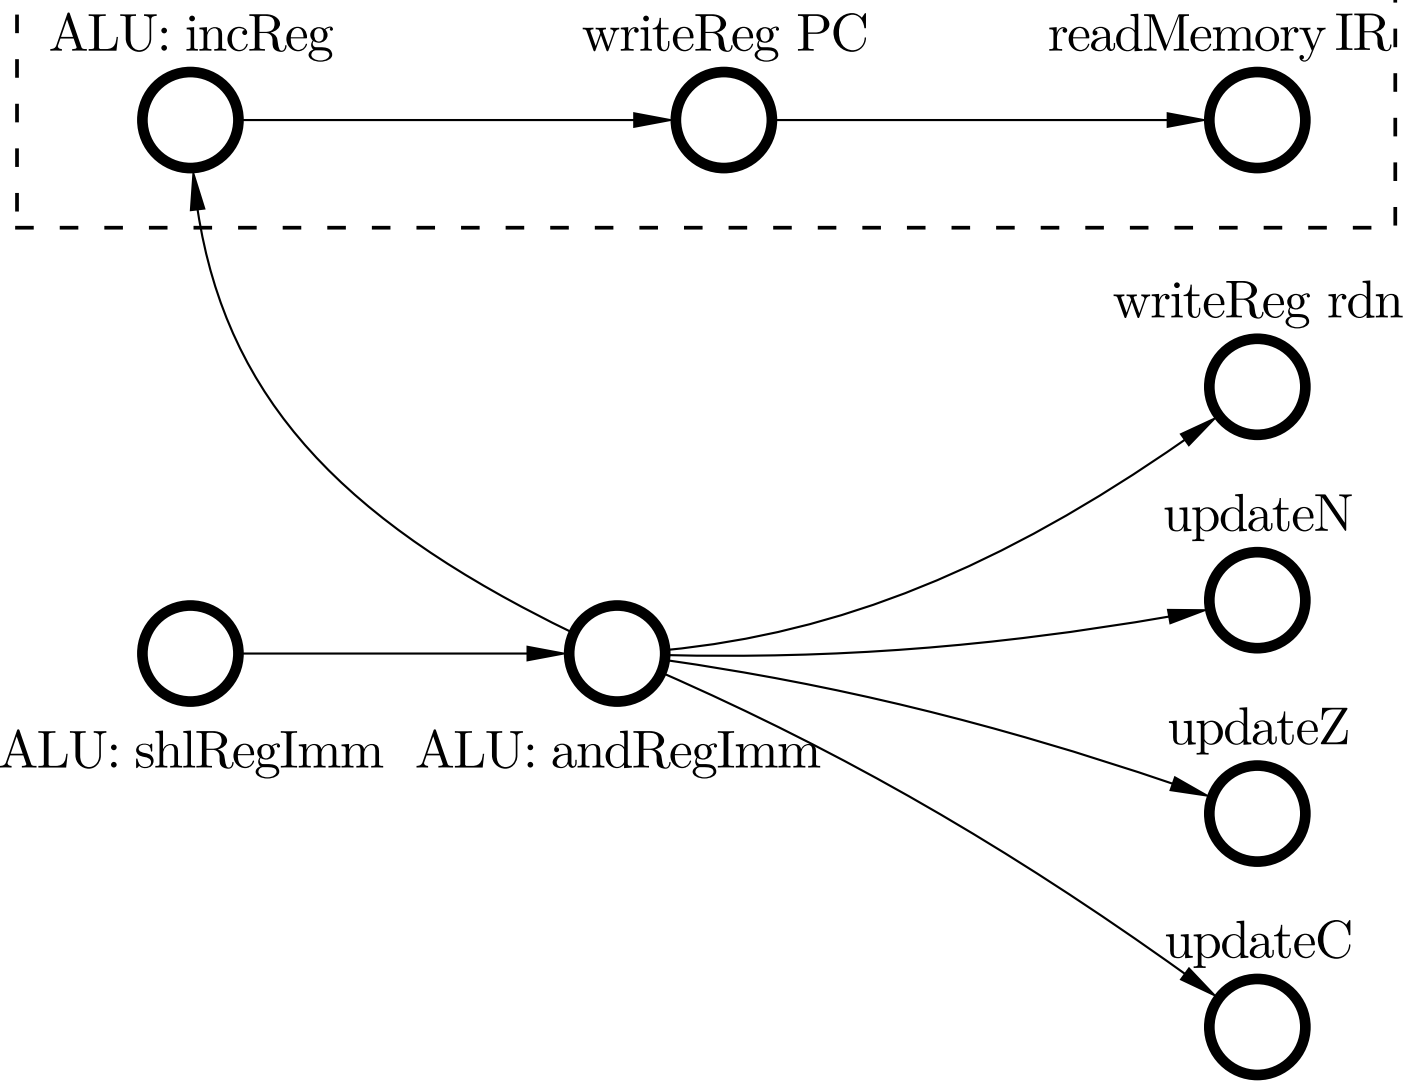 ALU: incReg
writeReg PC
readMemory IR
writeReg rdn
updateN
ALU: shlRegImm
ALU: andRegImm
updateZ
updateC